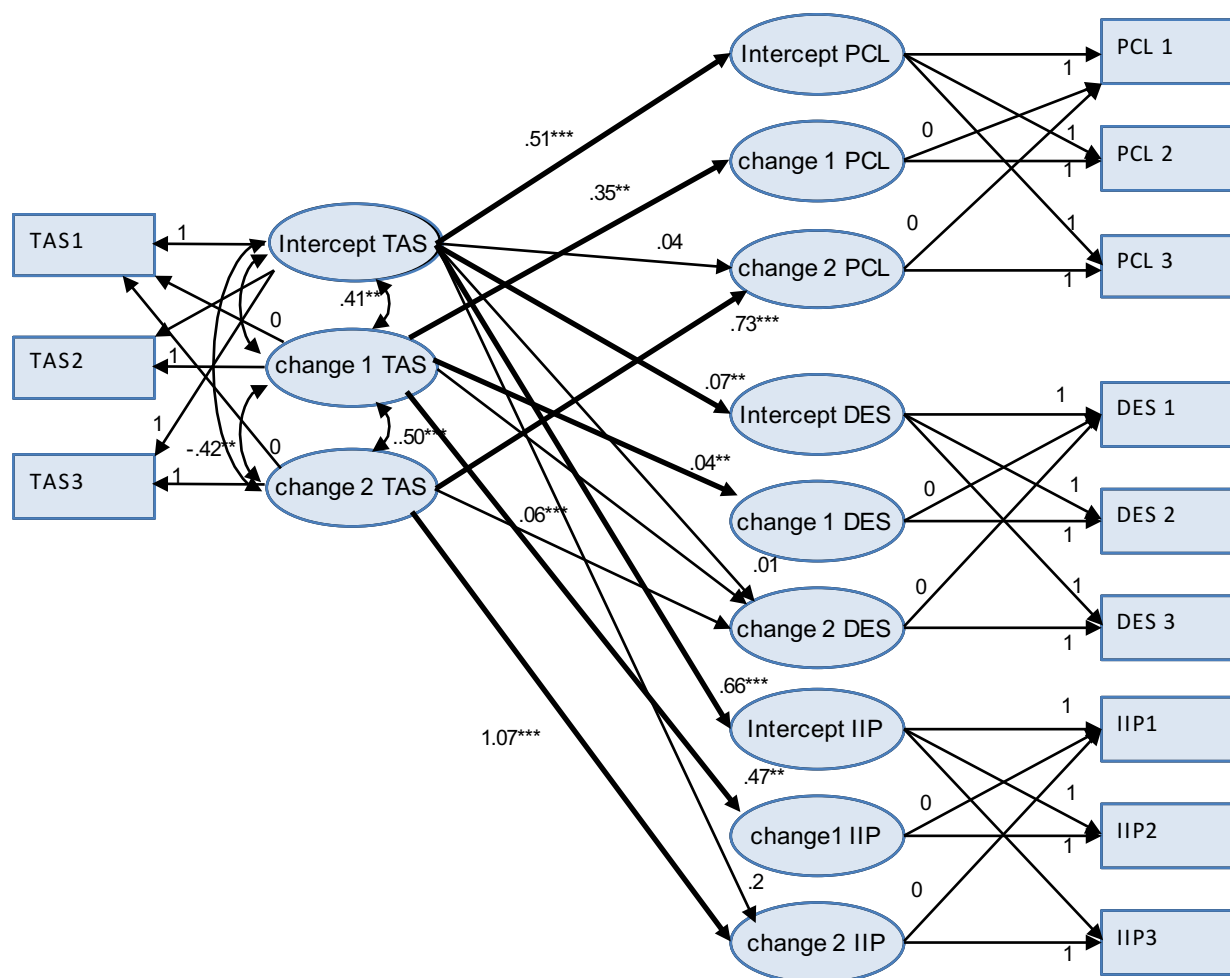 Intercept PCL
PCL 1
1
.51***
0
1
PCL 2
change 1 PCL
1
.35**
TAS1
1
Intercept TAS
.04
0
1
PCL 3
change 2 PCL
1
.41**
0
.73***
TAS2
1
change 1 TAS
.07**
1
DES 1
Intercept DES
1
-.42**
0
..50***
.04**
0
1
TAS3
1
change 2 TAS
DES 2
change 1 DES
1
.06***
.01
0
1
DES 3
change 2 DES
1
.66***
1
IIP1
Intercept IIP
1.07***
.47**
0
1
IIP2
change1 IIP
1
.2
0
IIP3
change 2 IIP
1